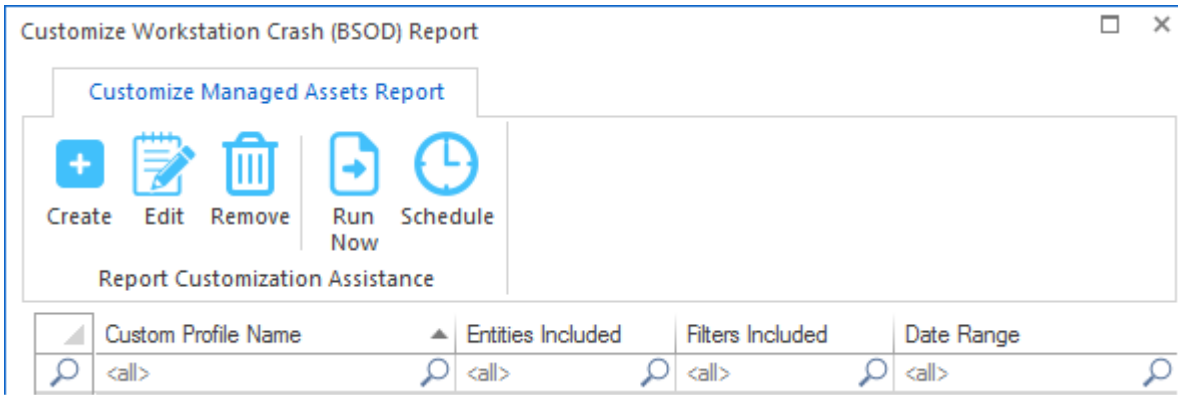 Customize Workstation Crash (BSOD) Report
Customize Managed Assets Report
Create Edit Remove Run Now Schedule
Report Customization Assistance
Custom Profile Name Entities Included Filters Included Date Range
<all> <all> <all> <all>